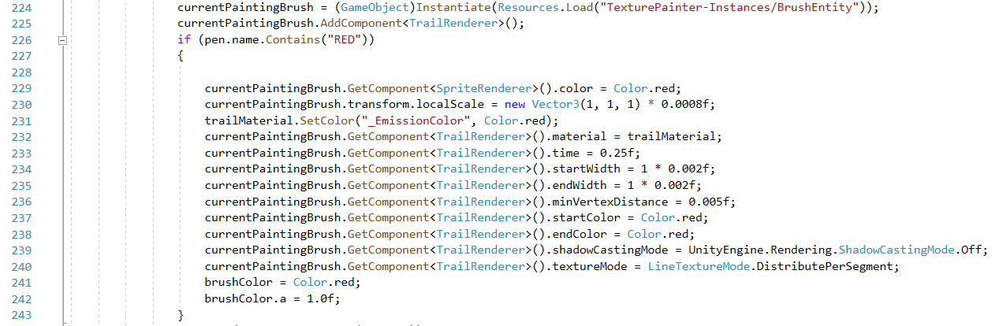 224 currentPaintingBrush = (GameObject)Instantiate(Resources.Load("TexturePainter-Instances/BrushEntity"));
225 currentPaintingBrush.AddComponent<TrailRenderer>();
226 if (pen.name.Contains("RED"))
227 {
228
229 currentPaintingBrush.GetComponent<SpriteRenderer>().color = Color.red;
230 currentPaintingBrush.transform.localScale = new Vector3(1, 1, 1) * 0.0008f;
231 trailMaterial.SetColor("_EmissionColor", Color.red);
232 currentPaintingBrush.GetComponent<TrailRenderer>().material = trailMaterial;
233 currentPaintingBrush.GetComponent<TrailRenderer>().time = 0.25f;
234 currentPaintingBrush.GetComponent<TrailRenderer>().startWidth = 1 * 0.002f;
235 currentPaintingBrush.GetComponent<TrailRenderer>().endWidth = 1 * 0.002f;
236 currentPaintingBrush.GetComponent<TrailRenderer>().minVertexDistance = 0.005f;
237 currentPaintingBrush.GetComponent<TrailRenderer>().startColor = Color.red;
238 currentPaintingBrush.GetComponent<TrailRenderer>().endColor = Color.red;
239 currentPaintingBrush.GetComponent<TrailRenderer>().shadowCastingMode = UnityEngine.Rendering.ShadowCastingMode.Off;
240 currentPaintingBrush.GetComponent<TrailRenderer>().textureMode = LineTextureMode.DistributePerSegment;
241 brushColor = Color.red;
242 brushColor.a = 1.0f;
243 }